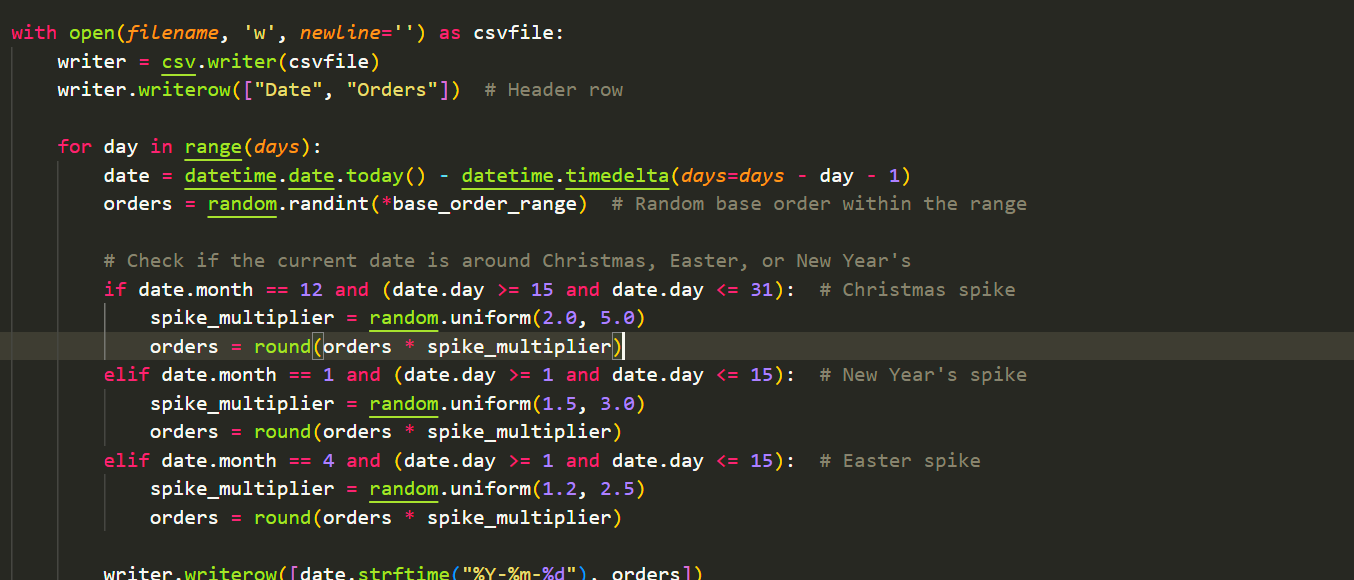 with open(filename, 'w', newline='') as csvfile:
    writer = csv.writer(csvfile)
    writer.writerow(["Date", "Orders"])  # Header row

    for day in range(days):
        date = datetime.date.today() - datetime.timedelta(days=days - day - 1)
        orders = random.randint(*base_order_range)  # Random base order within the range

        # Check if the current date is around Christmas, Easter, or New Year's
        if date.month == 12 and (date.day >= 15 and date.day <= 31):  # Christmas spike
            spike_multiplier = random.uniform(2.0, 5.0)
            orders = round(orders * spike_multiplier)
        elif date.month == 1 and (date.day >= 1 and date.day <= 15):  # New Year's spike
            spike_multiplier = random.uniform(1.5, 3.0)
            orders = round(orders * spike_multiplier)
        elif date.month == 4 and (date.day >= 1 and date.day <= 15):  # Easter spike
            spike_multiplier = random.uniform(1.2, 2.5)
            orders = round(orders * spike_multiplier)

        writer.writerow([date.strftime("%Y-%m-%d"), orders])